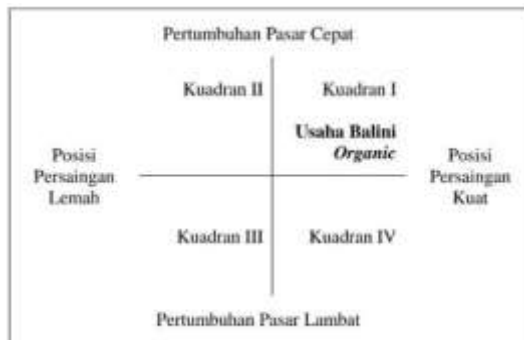 Pertumbuhan Pasar Cepat
Kuadran II
Kuadran I
Usaha Balini
Organic
Posisi
Persaingan
Lemah
Posisi
Persaingan
Kuat
Kuadran III
Kuadran IV
Pertumbuhan Pasar Lambat